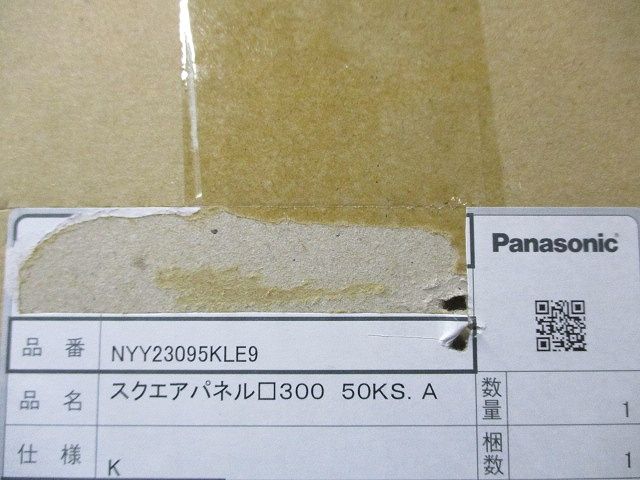 Panasonic
品番 NYY23095KLE9
品名 スクエアパネル□300 50KS.A 数量 1
仕様 K 梱数 1